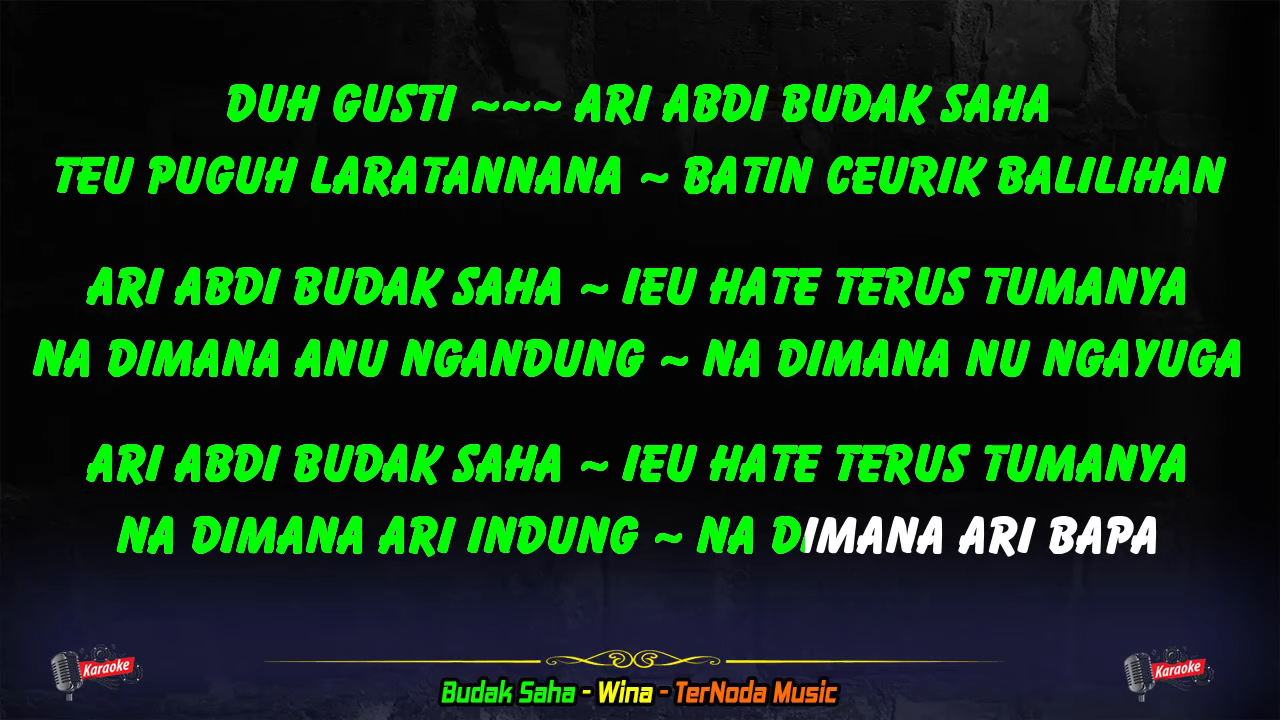 DUH GUSTI ~~~ ARI ABDI BUDAK SAHA
TEU PUGUH LARATANNANA ~ BATIN CEURIK BALILIHAN
ARI ABDI BUDAK SAHA ~ IEU HATE TERUS TUMANYA
NA DIMANA ANU NGANDUNG ~ NA DIMANA NU NGAYUGA
ARI ABDI BUDAK SAHA ~ IEU HATE TERUS TUMANYA
NA DIMANA ARI INDUNG ~ NA DIMANA ARI BAPA
Karaoke
Karaoke
Budak Saha - Wina - TerNoda Music